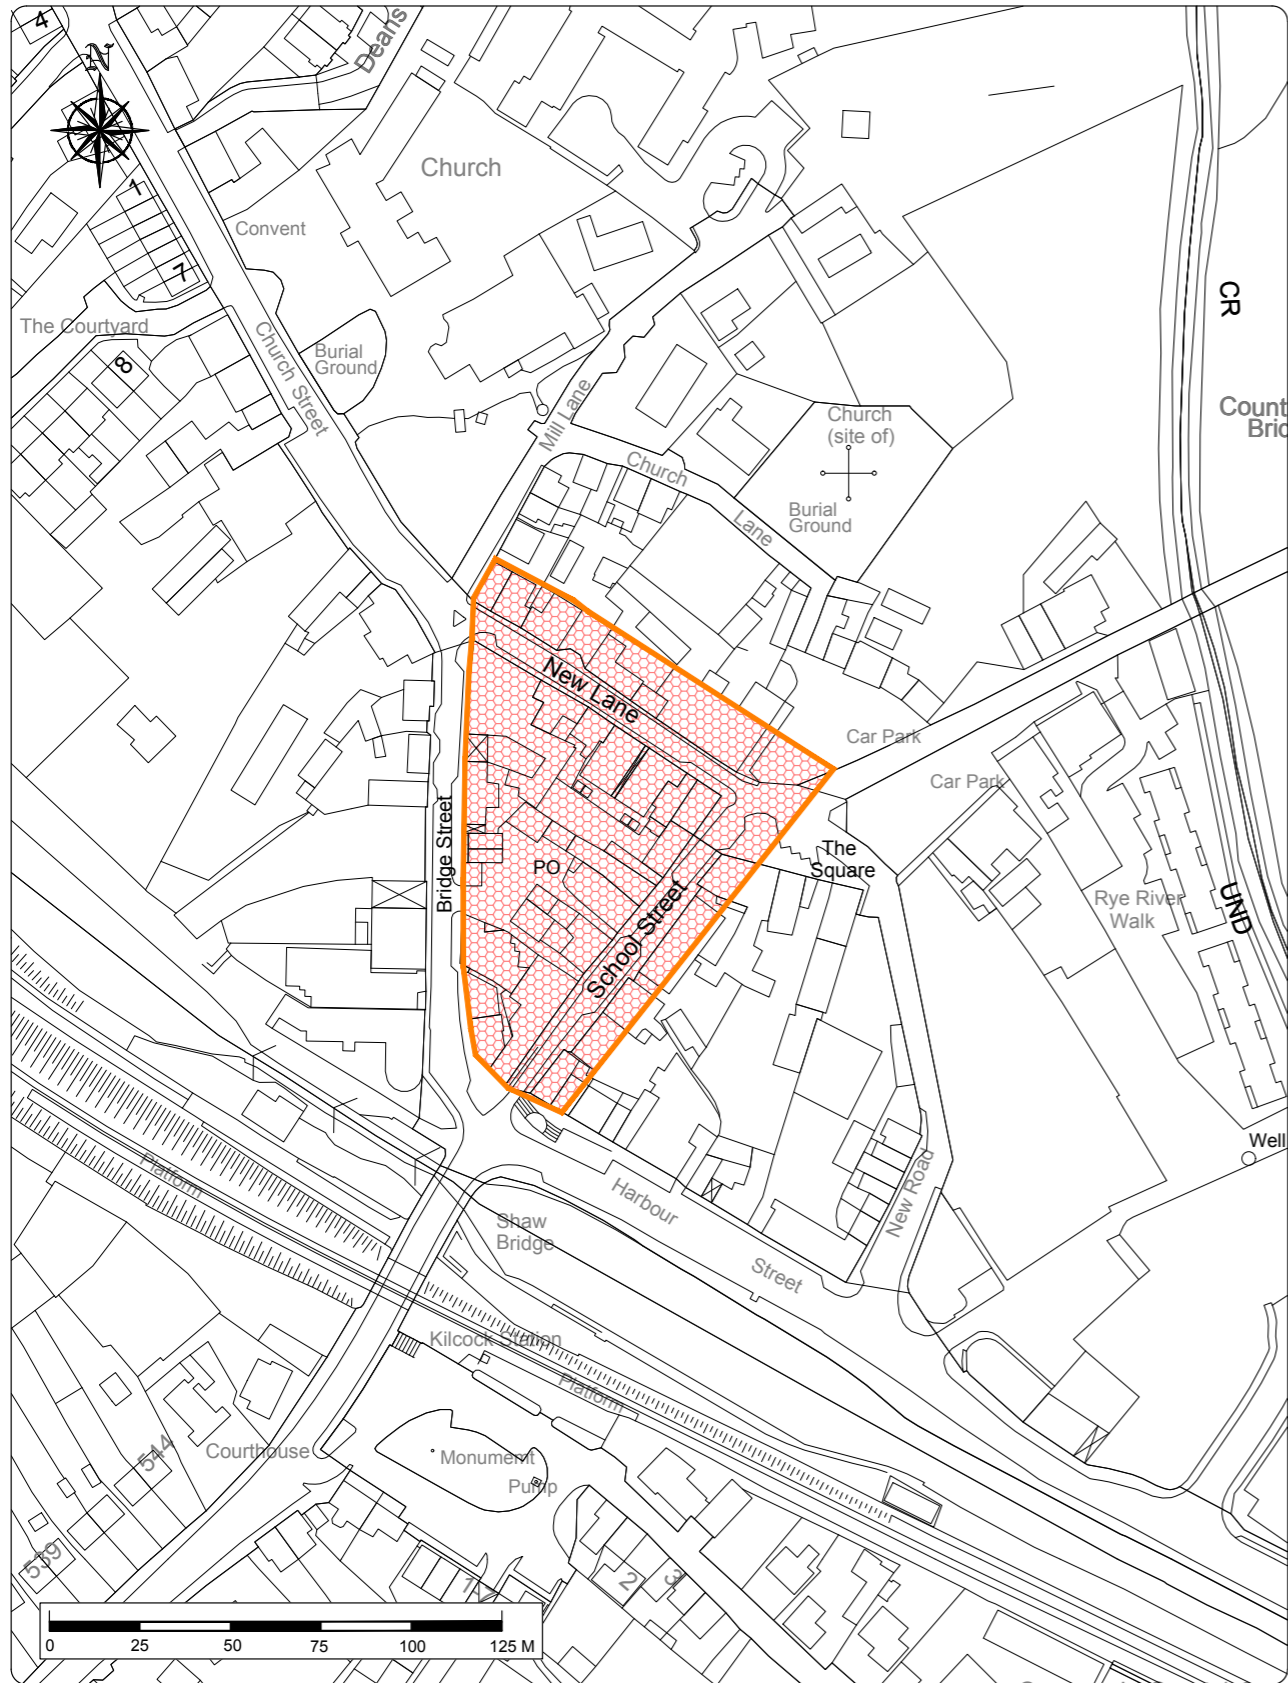 4
Deans
N
Church
1
Convent
7
CR
The Courtyard
Church Street
Burial
Ground
8
Mill Lane
Church
(site of)
Count
Bric
Church
Lane
Burial
Ground
New Lane
Car Park
Car Park
Bridge Street
PO
The
Square
School Street
Rye River
Walk
UND
Well
Platform
Harbour
Street
New Road
Shaw
Bridge
Kilcock Station
Platform
544
Courthouse
Monumemt
Pump
539
1-7
2
3
0 25 50 75 100 125 M